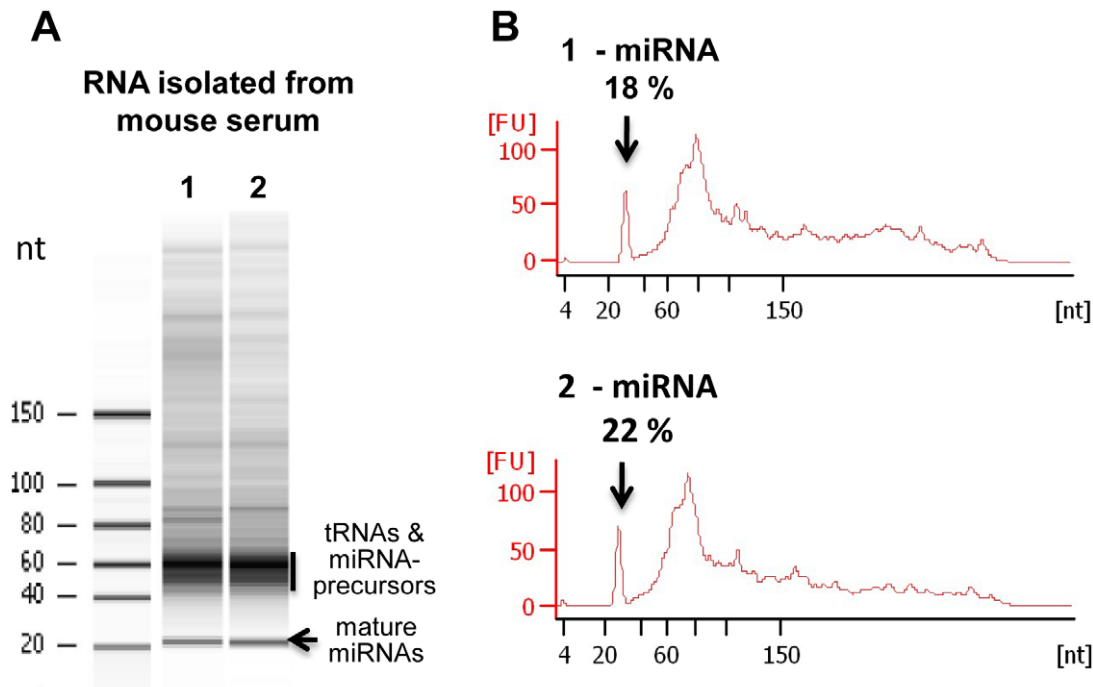 A
RNA isolated from
mouse serum
1 2
nt
150
100
80
60
40
20
tRNAs &
miRNA-
precursors
mature
miRNAs
B
1 - miRNA
18 %
[FU]
100
50
0
4 20 60 150 [nt]
2 - miRNA
22 %
[FU]
100
50
0
4 20 60 150 [nt]